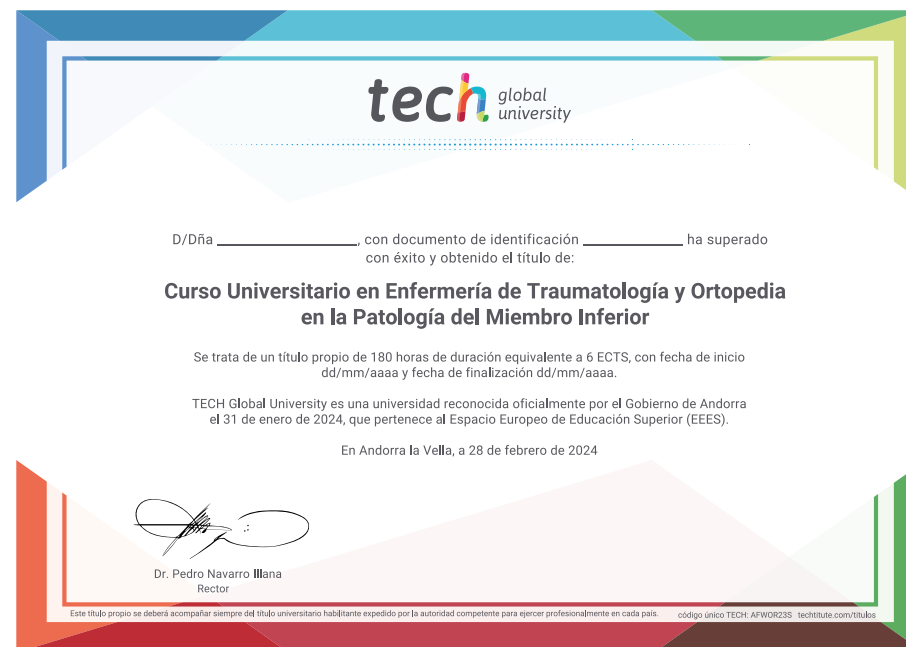 tech global university
D/Dña ____________________, con documento de identificación ______________ ha superado
con éxito y obtenido el título de:
Curso Universitario en Enfermería de Traumatología y Ortopedia
en la Patología del Miembro Inferior
Se trata de un título propio de 180 horas de duración equivalente a 6 ECTS, con fecha de inicio
dd/mm/aaaa y fecha de finalización dd/mm/aaaa.
TECH Global University es una universidad reconocida oficialmente por el Gobierno de Andorra
el 31 de enero de 2024, que pertenece al Espacio Europeo de Educación Superior (EEES).
En Andorra la Vella, a 28 de febrero de 2024
Dr. Pedro Navarro Illana
Rector
Este título propio se deberá acompañar siempre del título universitario habilitante expedido por la autoridad competente para ejercer profesionalmente en cada país.
código único TECH: AFWOR23S techtitute.com/titulos